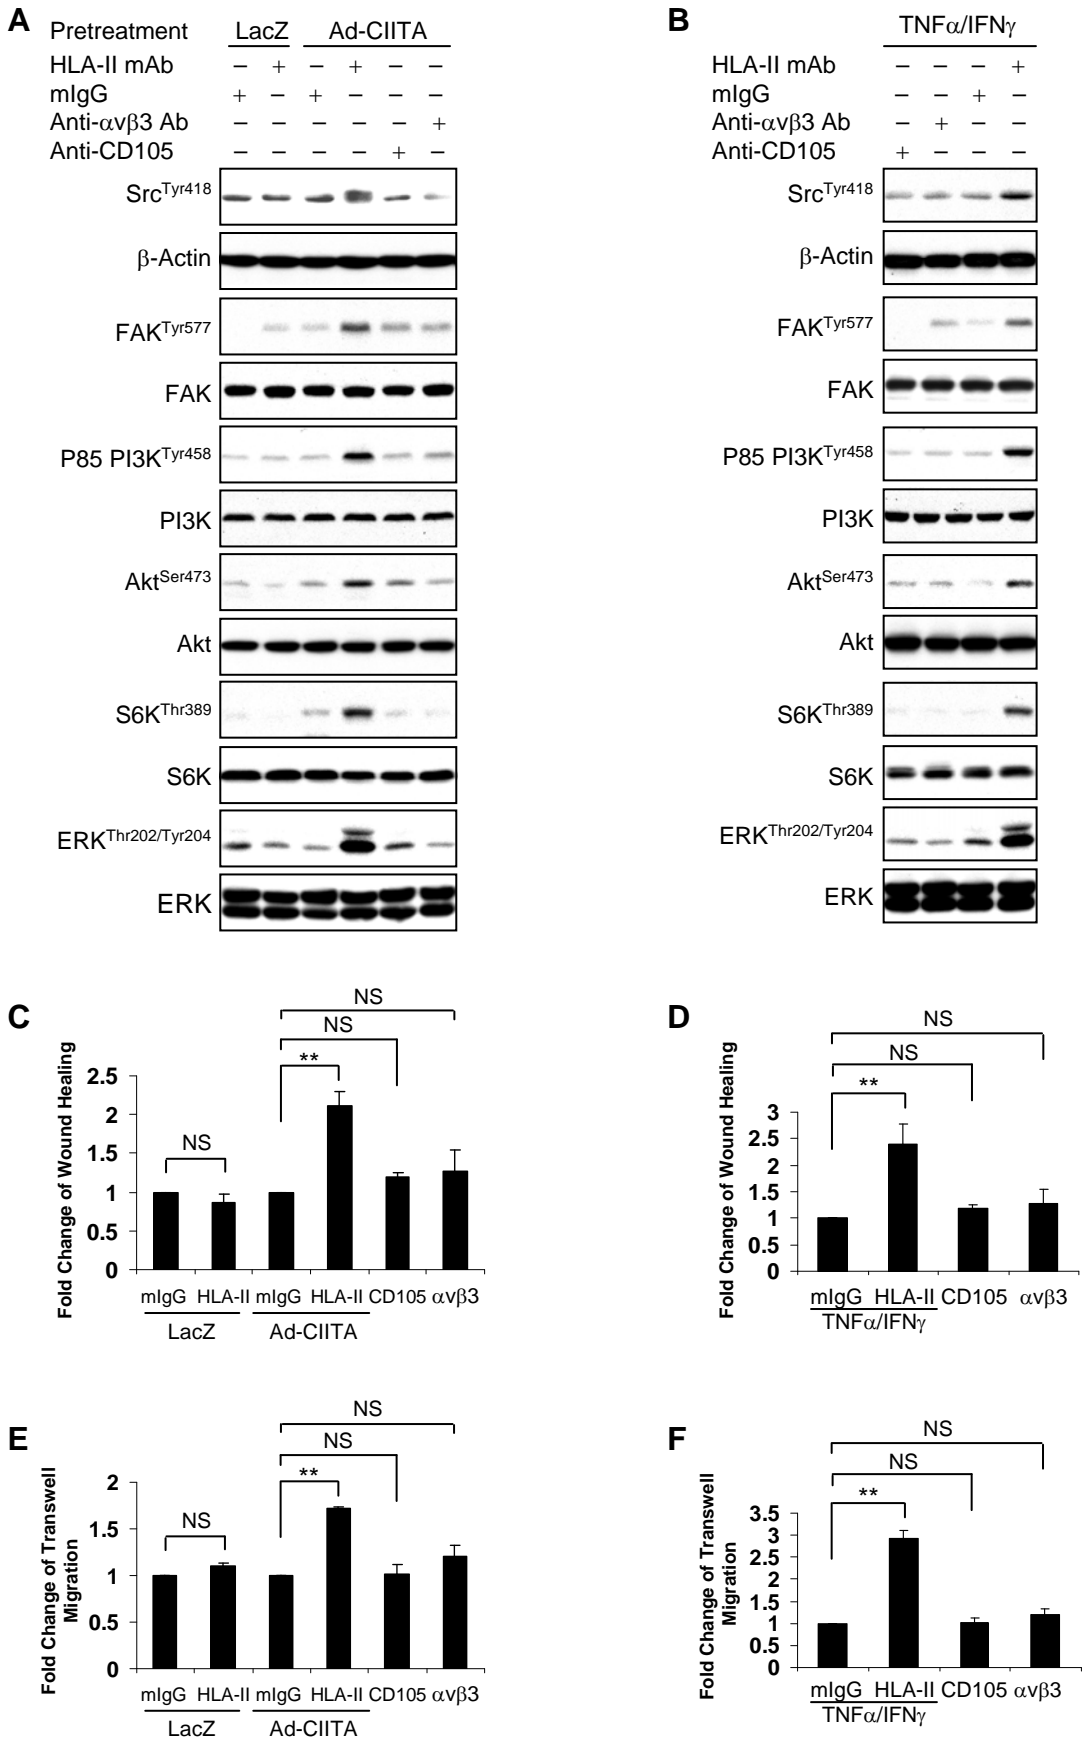 A
Pretreatment LacZ Ad-CIITA
HLA-II mAb − + − + − −
mIgG + − + − − −
Anti-αvβ3 Ab − − − − − +
Anti-CD105 − − − − + −
SrcTyr418
β-Actin
FAKTyr577
FAK
P85 PI3KTyr458
PI3K
AktSer473
Akt
S6KThr389
S6K
ERKThr202/Tyr204
ERK
B
TNFα/IFNγ
HLA-II mAb − − − +
mIgG − − + −
Anti-αvβ3 Ab − + − −
Anti-CD105 + − − −
SrcTyr418
β-Actin
FAKTyr577
FAK
P85 PI3KTyr458
PI3K
AktSer473
Akt
S6KThr389
S6K
ERKThr202/Tyr204
ERK
C
Fold Change of Wound Healing
NS
NS
**
NS
2.5
2
1.5
1
0.5
0
mIgG HLA-II mIgG HLA-II CD105 αvβ3
LacZ Ad-CIITA
D
Fold Change of Wound Healing
NS
NS
**
3
2.5
2
1.5
1
0.5
0
mIgG HLA-II CD105 αvβ3
TNFα/IFNγ
E
Fold Change of Transwell
Migration
NS
NS
**
NS
2
1.5
1
0.5
0
mIgG HLA-II mIgG HLA-II CD105 αvβ3
LacZ Ad-CIITA
F
Fold Change of Transwell
Migration
NS
NS
**
3.5
3
2.5
2
1.5
1
0.5
0
mIgG HLA-II CD105 αvβ3
TNFα/IFNγ